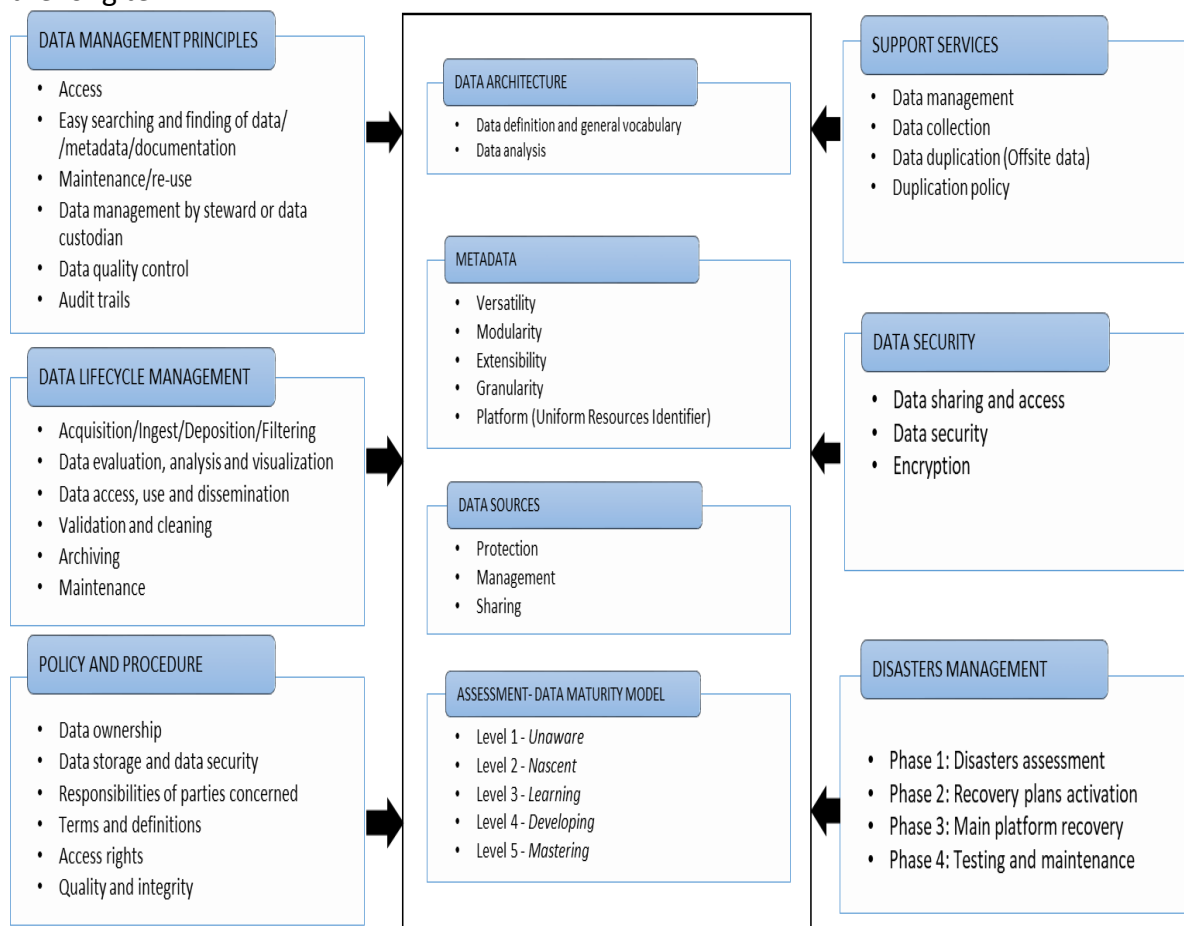 DATA MANAGEMENT PRINCIPLES
• Access
• Easy searching and finding of data/
/metadata/documentation
• Maintenance/re-use
• Data management by steward or data
custodian
• Data quality control
• Audit trails
DATA LIFECYCLE MANAGEMENT
• Acquisition/Ingest/Deposition/Filtering
• Data evaluation, analysis and visualization
• Data access, use and dissemination
• Validation and cleaning
• Archiving
• Maintenance
POLICY AND PROCEDURE
• Data ownership
• Data storage and data security
• Responsibilities of parties concerned
• Terms and definitions
• Access rights
• Quality and integrity
DATA ARCHITECTURE
• Data definition and general vocabulary
• Data analysis
METADATA
• Versatility
• Modularity
• Extensibility
• Granularity
• Platform (Uniform Resources Identifier)
DATA SOURCES
• Protection
• Management
• Sharing
ASSESSMENT- DATA MATURITY MODEL
• Level 1 - Unaware
• Level 2 - Nascent
• Level 3 - Learning
• Level 4 - Developing
• Level 5 - Mastering
SUPPORT SERVICES
• Data management
• Data collection
• Data duplication (Offsite data)
• Duplication policy
DATA SECURITY
• Data sharing and access
• Data security
• Encryption
DISASTERS MANAGEMENT
• Phase 1: Disasters assessment
• Phase 2: Recovery plans activation
• Phase 3: Main platform recovery
• Phase 4: Testing and maintenance